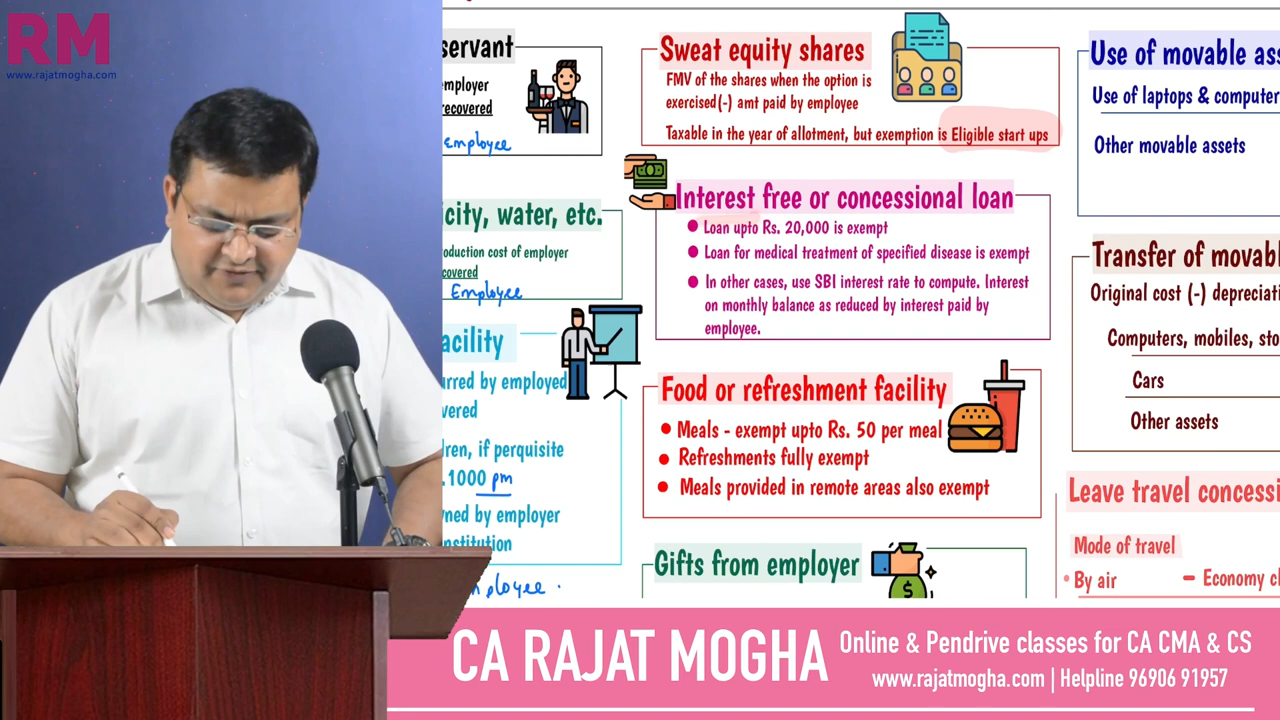 RM
www.rajatmogha.com
servant
employer
recovered
Employee
city, water, etc.
oduction cost of employer
covered
Employee
acility
rred by employed
vered
ren, if perquisite
.1000 pm
ned by employer
nstitution
ployee.
Sweat equity shares
FMV of the shares when the option is
exercised(-) amt paid by employee
Taxable in the year of allotment, but exemption is Eligible start ups
Interest free or concessional loan
Loan upto Rs. 20,000 is exempt
Loan for medical treatment of specified disease is exempt
In other cases, use SBI interest rate to compute. Interest
on monthly balance as reduced by interest paid by
employee.
Food or refreshment facility
Meals - exempt upto Rs. 50 per meal
Refreshments fully exempt
Meals provided in remote areas also exempt
Gifts from employer
$
Use of movable ass
Use of laptops & computer
Other movable assets
Transfer of movabl
Original cost (-) depreciati
Computers, mobiles, sto
Cars
Other assets
Leave travel concessi
Mode of travel
By air - Economy cl
CA RAJAT MOGHA
Online & Pendrive classes for CA CMA & CS
www.rajatmogha.com | Helpline 96906 91957